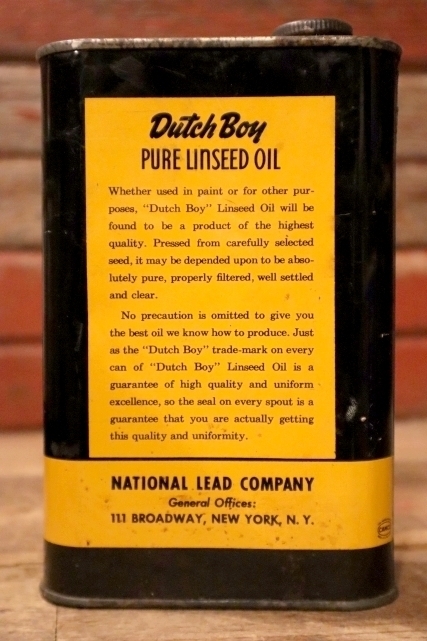 Dutch Boy
PURE LINSEED OIL
Whether used in paint or for other pur-
poses, "Dutch Boy" Linseed Oil will be
found to be a product of the highest
quality. Pressed from carefully selected
seed, it may be depended upon to be abso-
lutely pure, properly filtered, well settled
and clear.
No precaution is omitted to give you
the best oil we know how to produce. Just
as the "Dutch Boy" trade-mark on every
can of "Dutch Boy" Linseed Oil is a
guarantee of high quality and uniform
excellence, so the seal on every spout is a
guarantee that you are actually getting
this quality and uniformity.
NATIONAL LEAD COMPANY
General Offices:
111 BROADWAY, NEW YORK, N. Y.